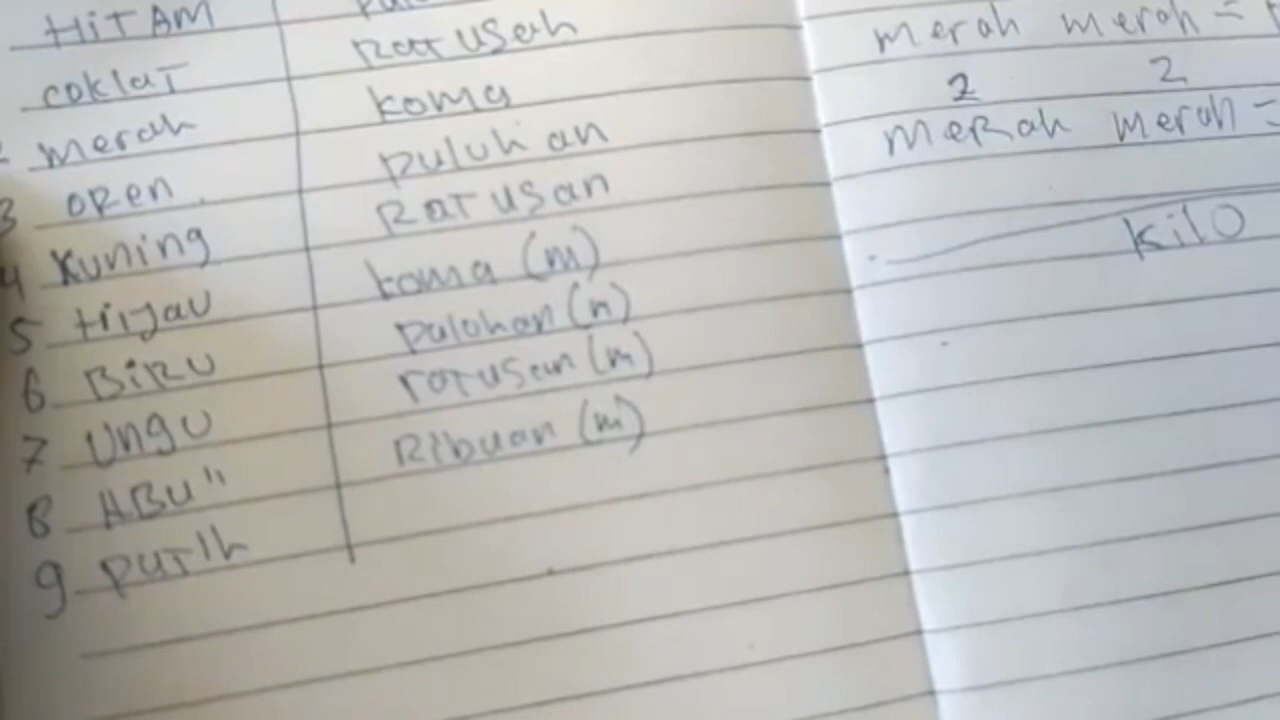 HITAM
coklat
merah
3 oren
4 Kuning
5 Hijau
6 BIRU
7 UNGU
8 ABU"
9 PUTIh
RaTUSan
koma
puluhan
RaTUSan
koma (m)
puluhan (m)
raTUSan (m)
Ribuan (m)
merah merah =
2 2
meRah merah =
kilo